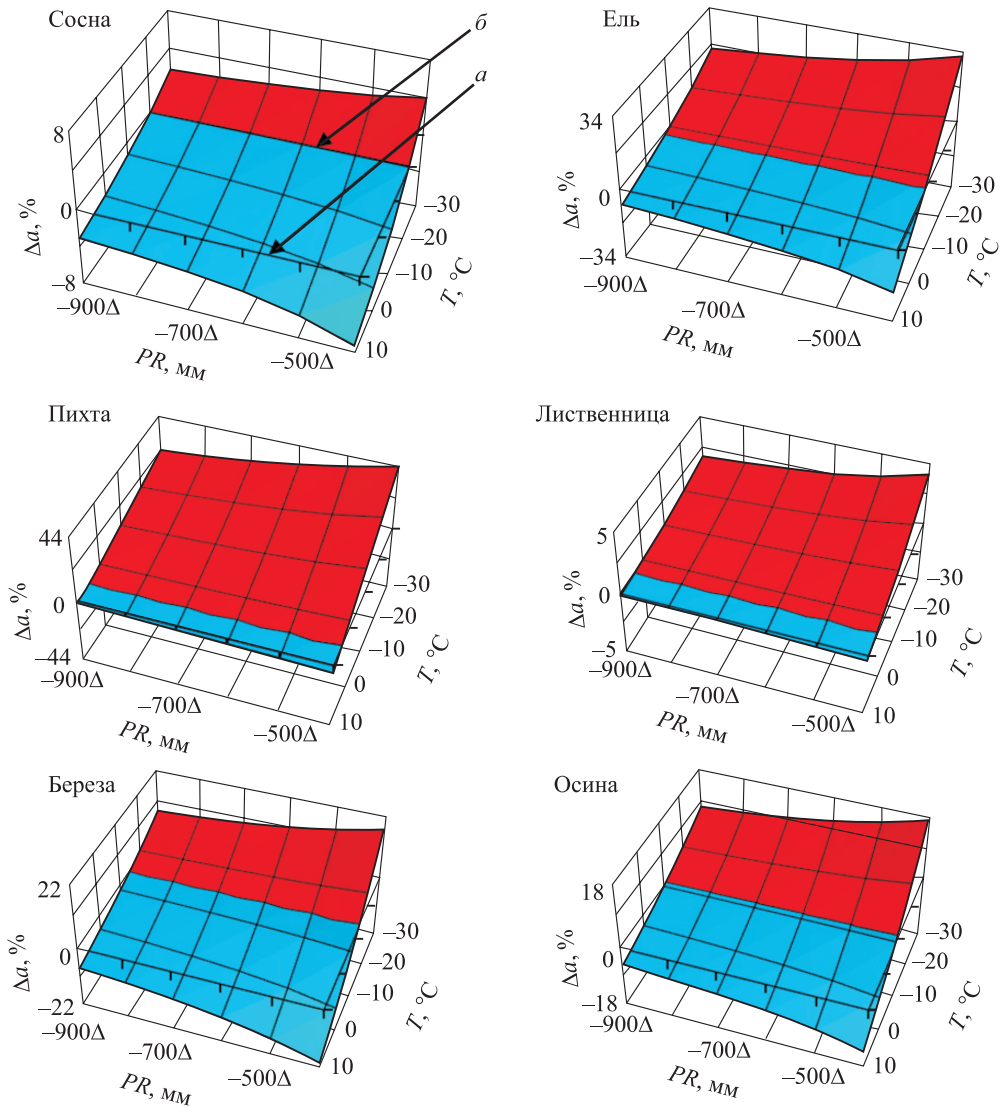 Сосна
б
а
8
0
–8
Δa, %
–900Δ
–700Δ
–500Δ
PR, мм
–30
–20
–10
0
10
T, °C
Ель
34
0
–34
Δa, %
–900Δ
–700Δ
–500Δ
PR, мм
–30
–20
–10
0
10
T, °C
Пихта
44
0
–44
Δa, %
–900Δ
–700Δ
–500Δ
PR, мм
–30
–20
–10
0
10
T, °C
Лиственница
5
0
–5
Δa, %
–900Δ
–700Δ
–500Δ
PR, мм
–30
–20
–10
0
10
T, °C
Береза
22
0
–22
Δa, %
–900Δ
–700Δ
–500Δ
PR, мм
–30
–20
–10
0
10
T, °C
Осина
18
0
–18
Δa, %
–900Δ
–700Δ
–500Δ
PR, мм
–30
–20
–10
0
10
T, °C